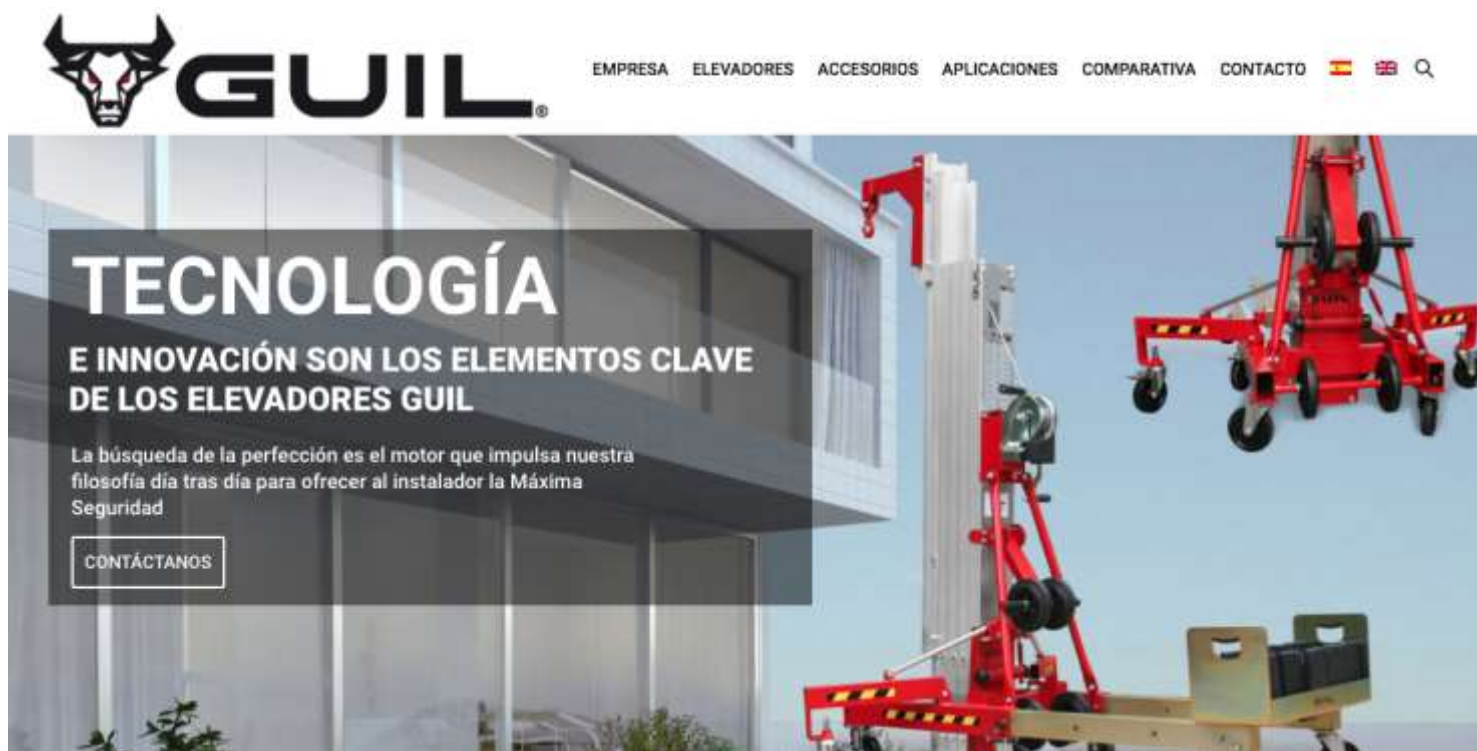 GUIL®
EMPRESA ELEVADORES ACCESORIOS APLICACIONES COMPARATIVA CONTACTO
TECNOLOGÍA
E INNOVACIÓN SON LOS ELEMENTOS CLAVE
DE LOS ELEVADORES GUIL
La búsqueda de la perfección es el motor que impulsa nuestra
filosofía día tras día para ofrecer al instalador la Máxima
Seguridad
CONTÁCTANOS